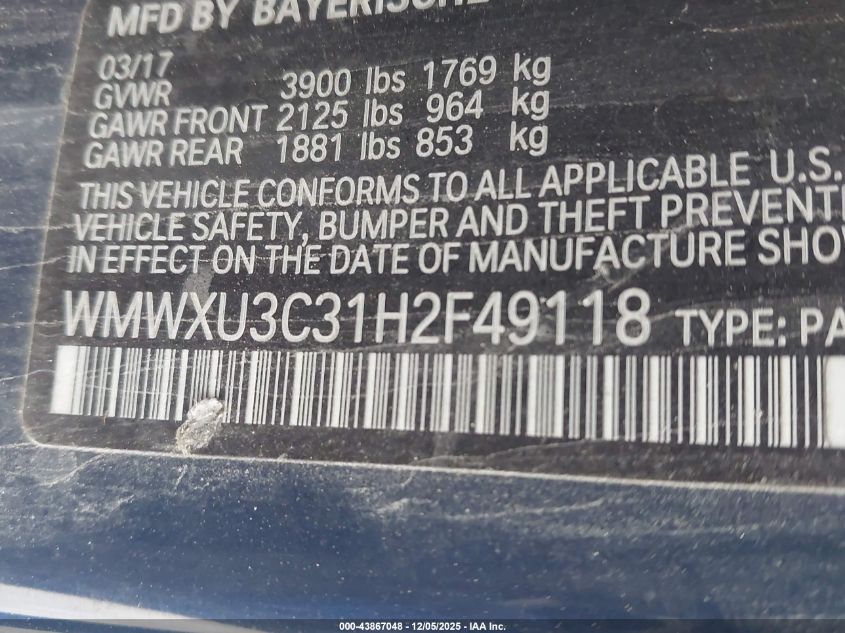 MFD BY BAYERISCHE
03/17
GVWR 3900 lbs 1769 kg
GAWR FRONT 2125 lbs 964 kg
GAWR REAR 1881 lbs 853 kg
THIS VEHICLE CONFORMS TO ALL APPLICABLE U.S.
VEHICLE SAFETY, BUMPER AND THEFT PREVENTI
IN EFFECT ON THE DATE OF MANUFACTURE SHO
WMWXU3C31H2F49118 TYPE: PA
000-43867048 - 12/05/2025 - IAA Inc.